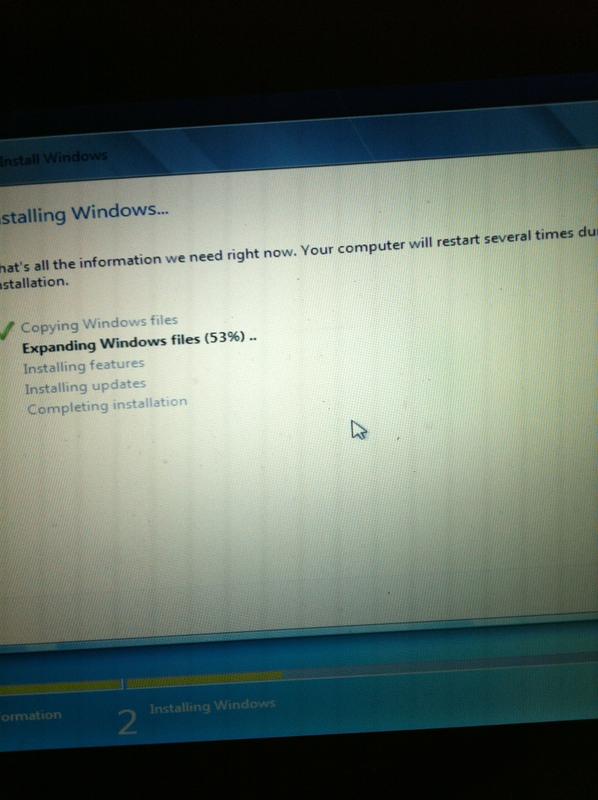 Install Windows
stalling Windows...
hat's all the information we need right now. Your computer will restart several times du
stallation.
Copying Windows files
Expanding Windows files (53%) ..
Installing features
Installing updates
Completing installation
ormation
2 Installing Windows